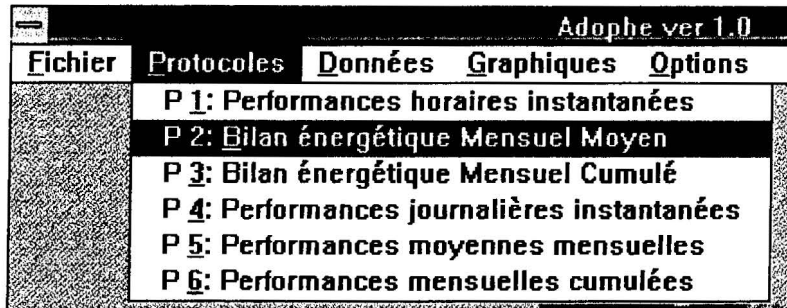 Adophe ver 1.0
Fichier Protocoles Données Graphiques Options
P 1: Performances horaires instantanées
P 2: Bilan énergétique Mensuel Moyen
P 3: Bilan énergétique Mensuel Cumulé
P 4: Performances journalières instantanées
P 5: Performances moyennes mensuelles
P 6: Performances mensuelles cumulées